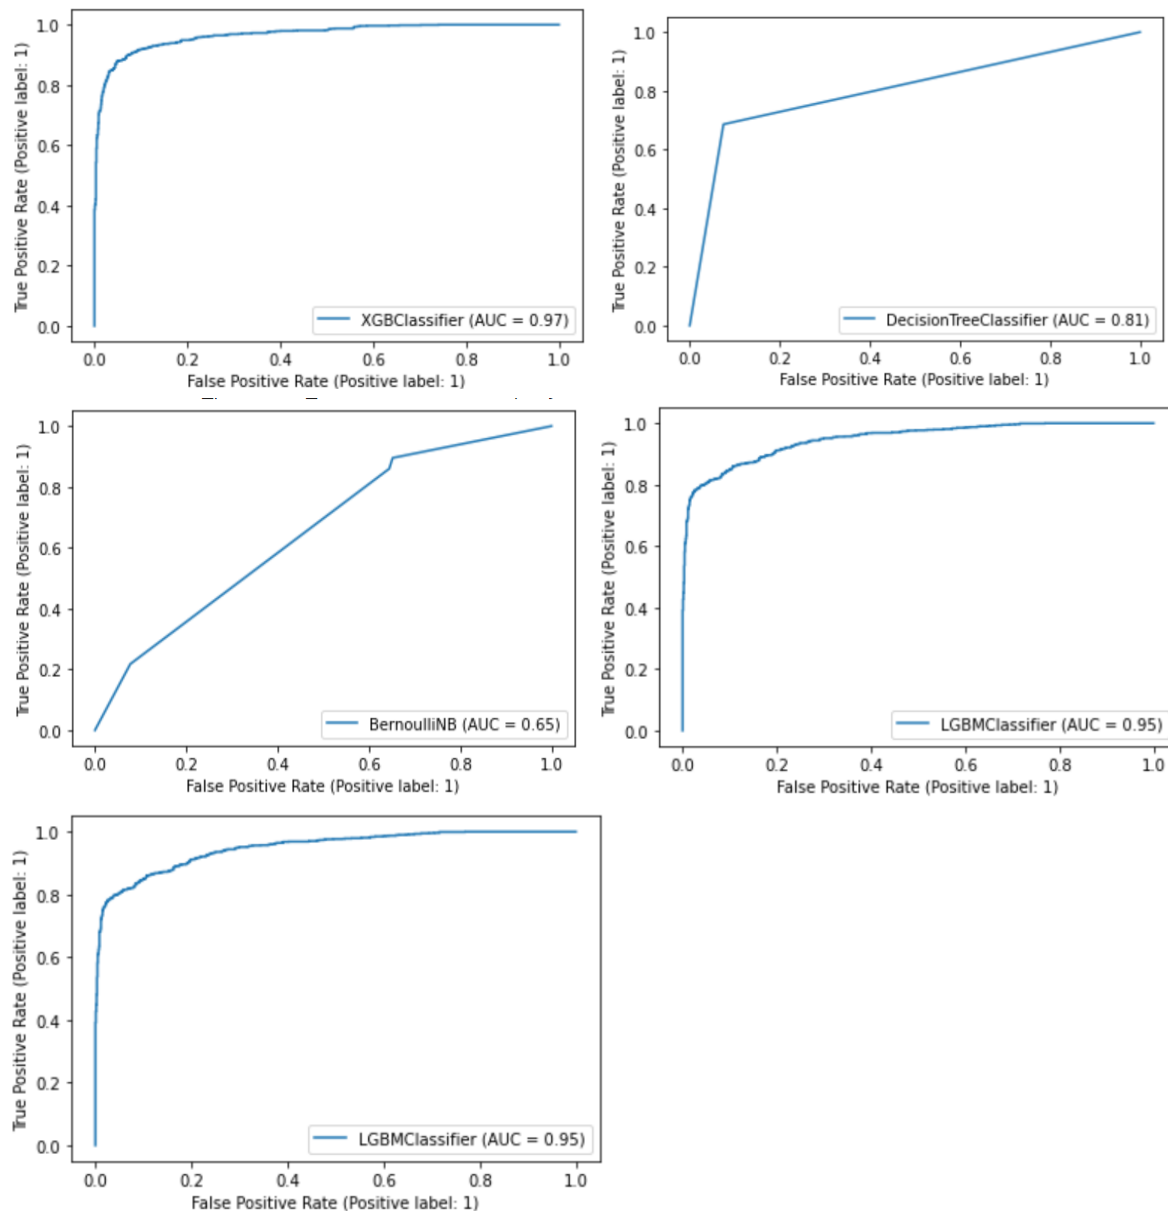 True Positive Rate (Positive label: 1)
1.0
0.8
0.6
0.4
0.2
0.0
XGBClassifier (AUC = 0.97)
0.0 0.2 0.4 0.6 0.8 1.0
False Positive Rate (Positive label: 1)
True Positive Rate (Positive label: 1)
1.0
0.8
0.6
0.4
0.2
0.0
DecisionTreeClassifier (AUC = 0.81)
0.0 0.2 0.4 0.6 0.8 1.0
False Positive Rate (Positive label: 1)
True Positive Rate (Positive label: 1)
1.0
0.8
0.6
0.4
0.2
0.0
BernoulliNB (AUC = 0.65)
0.0 0.2 0.4 0.6 0.8 1.0
False Positive Rate (Positive label: 1)
True Positive Rate (Positive label: 1)
1.0
0.8
0.6
0.4
0.2
0.0
LGBMClassifier (AUC = 0.95)
0.0 0.2 0.4 0.6 0.8 1.0
False Positive Rate (Positive label: 1)
True Positive Rate (Positive label: 1)
1.0
0.8
0.6
0.4
0.2
0.0
LGBMClassifier (AUC = 0.95)
0.0 0.2 0.4 0.6 0.8 1.0
False Positive Rate (Positive label: 1)